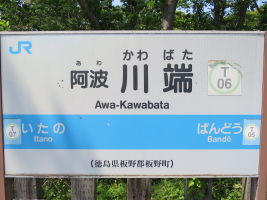 JR
あわ かわ ばた
阿波 川端
Awa-Kawabata
T
06
いたの ばんどう
Itano Bandō
T
07
T
05
(徳島県板野郡板野町)